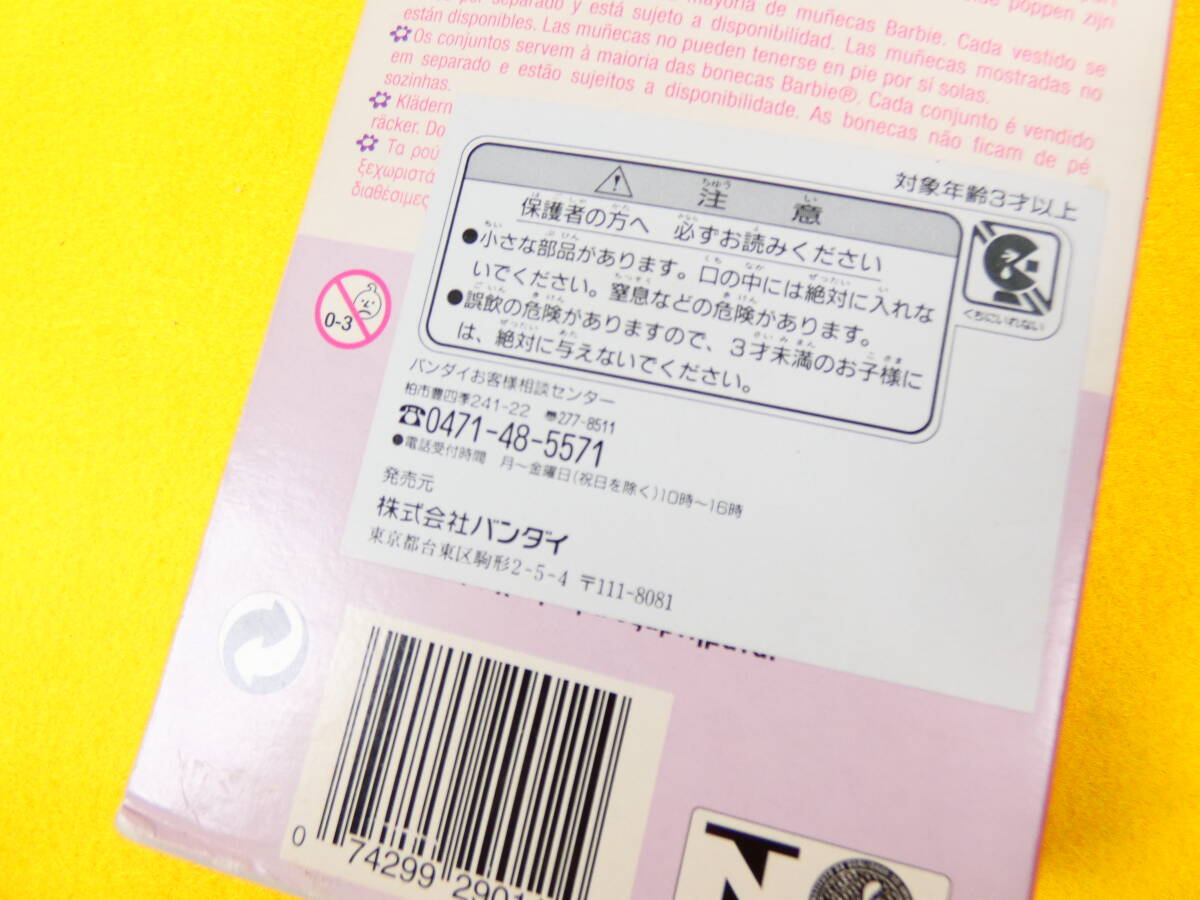 poppen zijn
mayoría de muñecas Barbie. Cada vestido se
por separado y está sujeto a disponibilidad. Las muñecas mostradas no
están disponibles. Las muñecas no pueden tenerse en pie por sí solas.
Os conjuntos servem à maioria das bonecas Barbie®. Cada conjunto é vendido
em separado e estão sujeitos a disponibilidade. As bonecas não ficam de pé
sozinhas.
Kläder
räcker. Do
Τα ρού
ξεχωριστά
διαθέσιμες
対象年齢3才以上
注意
保護者の方へ 必ずお読みください
●小さな部品があります。口の中には絶対に入れな
いでください。窒息などの危険があります。
●誤飲の危険がありますので、3才未満のお子様に
は、絶対に与えないでください。
くちにいれない
0-3
バンダイお客様相談センター
柏市豊四季241-22 〠277-8511
☎0471-48-5571
●電話受付時間 月~金曜日(祝日を除く)10時~16時
発売元
株式会社バンダイ
東京都台東区駒形2-5-4 〒111-8081
0 74299 290